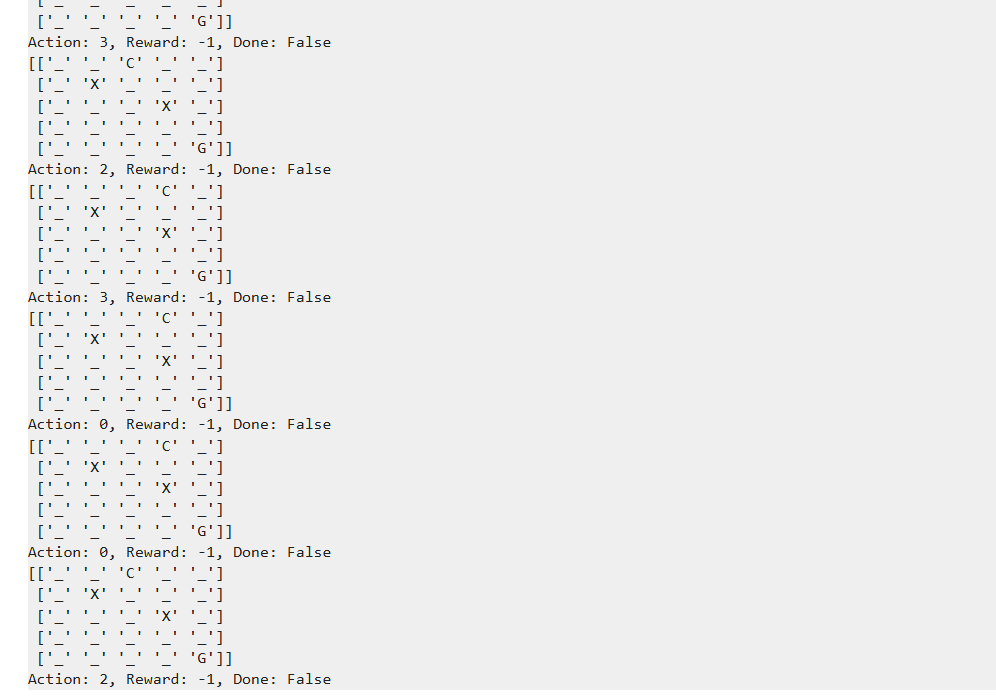 ['_' '_' '_' '_' '_']
['_' '_' '_' '_' 'G']]
Action: 3, Reward: -1, Done: False
[['_' '_' 'C' '_' '_']
['_' 'X' '_' '_' '_']
['_' '_' '_' 'X' '_']
['_' '_' '_' '_' '_']
['_' '_' '_' '_' 'G']]
Action: 2, Reward: -1, Done: False
[['_' '_' '_' 'C' '_']
['_' 'X' '_' '_' '_']
['_' '_' '_' 'X' '_']
['_' '_' '_' '_' '_']
['_' '_' '_' '_' 'G']]
Action: 3, Reward: -1, Done: False
[['_' '_' '_' 'C' '_']
['_' 'X' '_' '_' '_']
['_' '_' '_' 'X' '_']
['_' '_' '_' '_' '_']
['_' '_' '_' '_' 'G']]
Action: 0, Reward: -1, Done: False
[['_' '_' '_' 'C' '_']
['_' 'X' '_' '_' '_']
['_' '_' '_' 'X' '_']
['_' '_' '_' '_' '_']
['_' '_' '_' '_' 'G']]
Action: 0, Reward: -1, Done: False
[['_' '_' 'C' '_' '_']
['_' 'X' '_' '_' '_']
['_' '_' '_' 'X' '_']
['_' '_' '_' '_' '_']
['_' '_' '_' '_' 'G']]
Action: 2, Reward: -1, Done: False